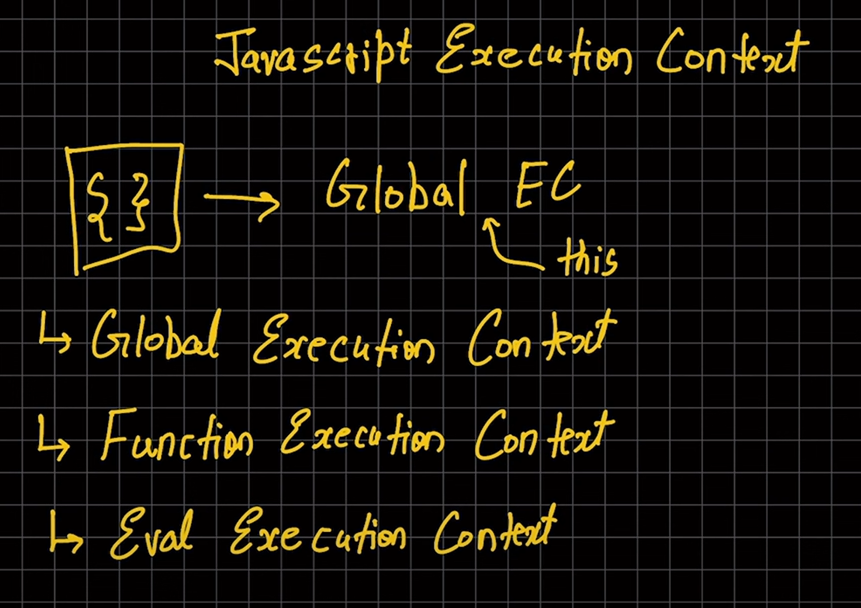 Javascript Execution Context
{ } → Global EC
this
↳ Global Execution Context
↳ Function Execution Context
↳ Eval Execution Context